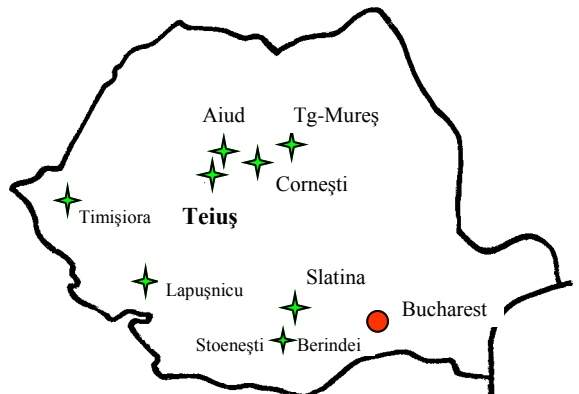 Aiud
Tg-Mureş
Corneşti
Teiuş
Timişiora
Lapuşnicu
Slatina
Bucharest
Stoeneşti
Berindei